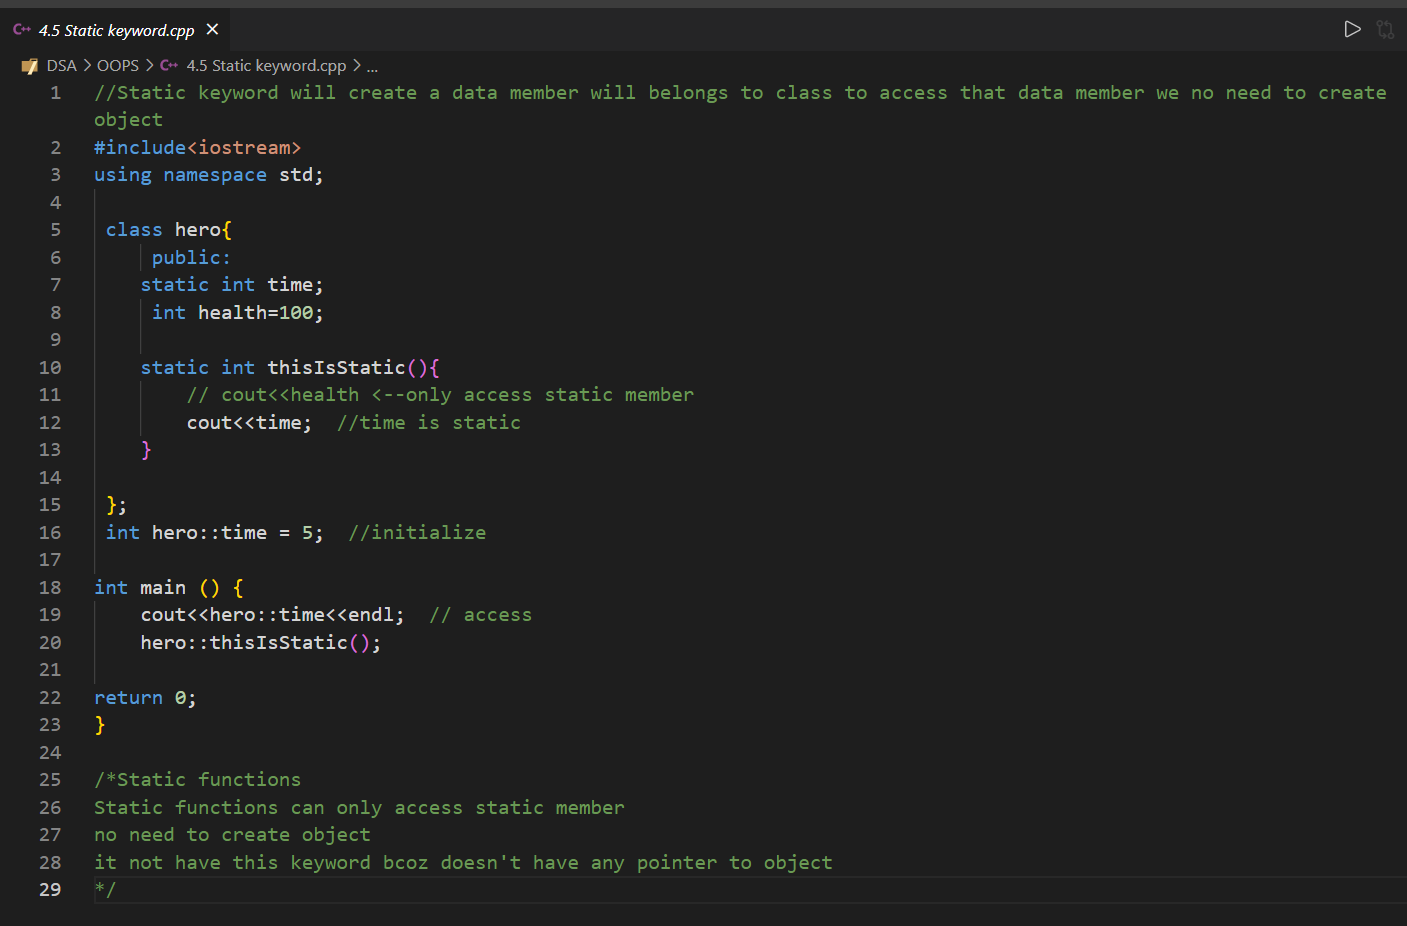 C++ 4.5 Static keyword.cpp ×
DSA > OOPS > C++ 4.5 Static keyword.cpp > ...
1 //Static keyword will create a data member will belongs to class to access that data member we no need to create
object
2 #include<iostream>
3 using namespace std;
4
5 class hero{
6 public:
7 static int time;
8 int health=100;
9
10 static int thisIsStatic(){
11 // cout<<health <--only access static member
12 cout<<time;  //time is static
13 }
14
15 };
16 int hero::time = 5;  //initialize
17
18 int main () {
19 cout<<hero::time<<endl;  // access
20 hero::thisIsStatic();
21
22 return 0;
23 }
24
25 /*Static functions
26 Static functions can only access static member
27 no need to create object
28 it not have this keyword bcoz doesn't have any pointer to object
29 */